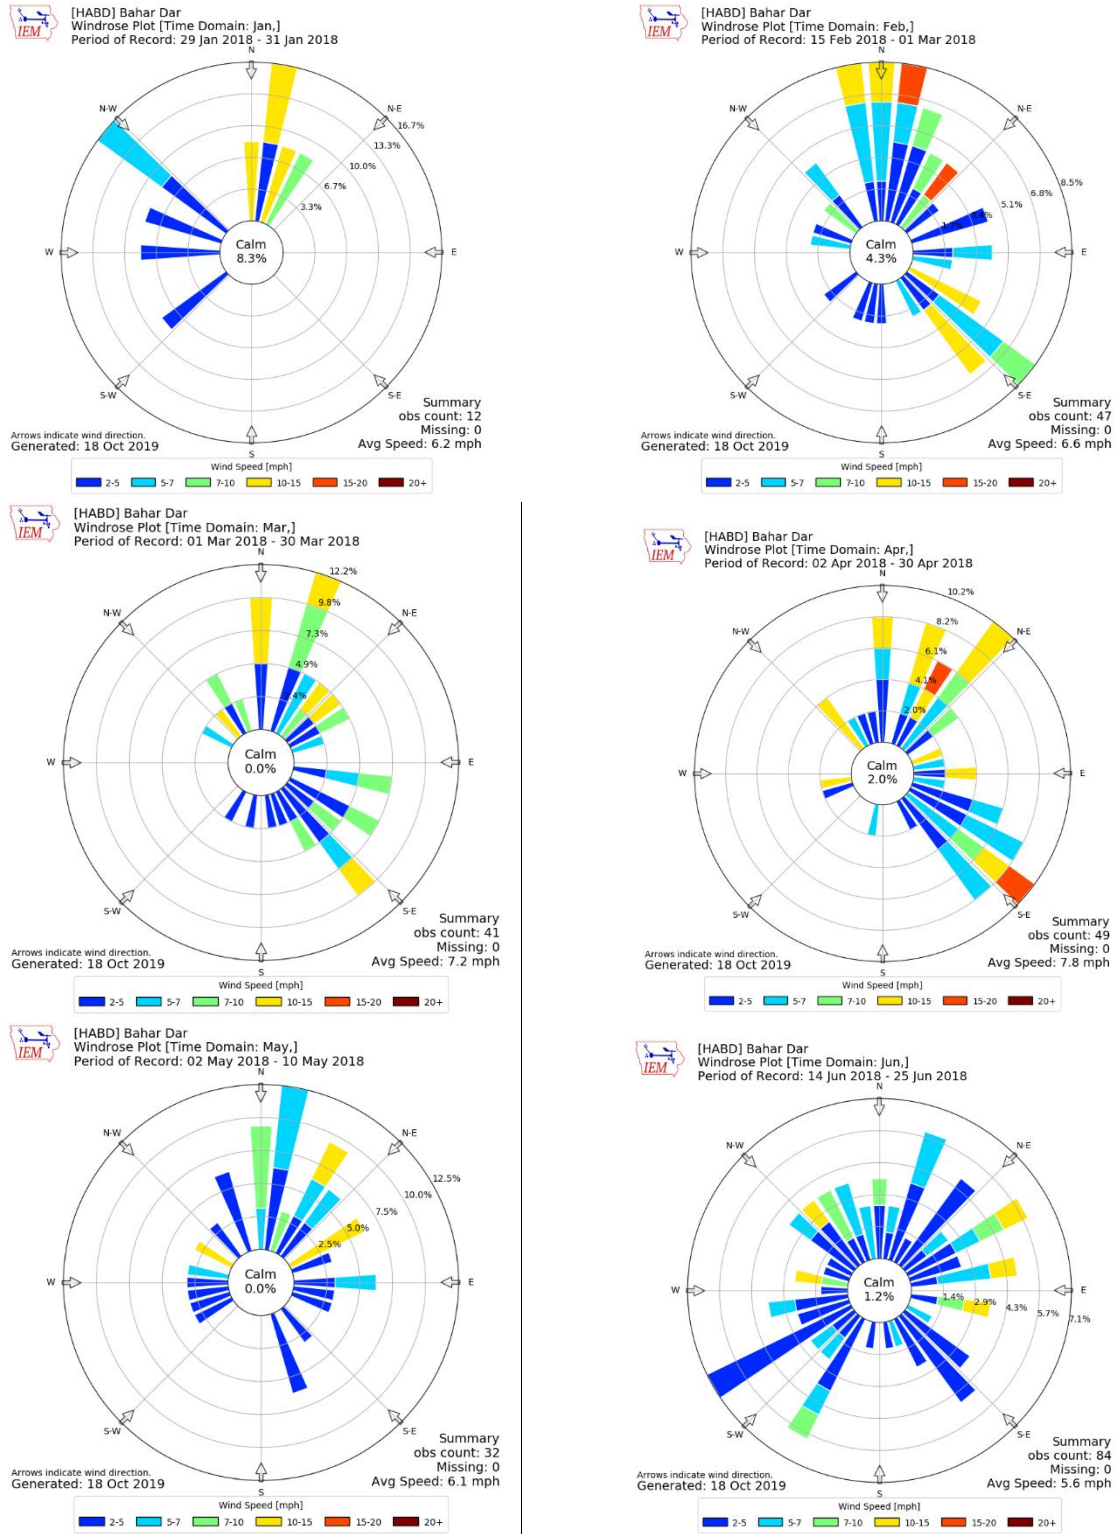 IEM
[HABD] Bahar Dar
Windrose Plot [Time Domain: Jan,]
Period of Record: 29 Jan 2018 - 31 Jan 2018
N
N-W
N-E
16.7%
13.3%
10.0%
6.7%
3.3%
Calm
8.3%
W
E
S-W
S-E
S
Summary
obs count: 12
Missing: 0
Avg Speed: 6.2 mph
Arrows indicate wind direction.
Generated: 18 Oct 2019
Wind Speed [mph]
2-5 5-7 7-10 10-15 15-20 20+
IEM
[HABD] Bahar Dar
Windrose Plot [Time Domain: Feb,]
Period of Record: 15 Feb 2018 - 01 Mar 2018
N
N-W
N-E
8.5%
6.8%
5.1%
Calm
4.3%
W
E
S-W
S-E
S
Summary
obs count: 47
Missing: 0
Avg Speed: 6.6 mph
Arrows indicate wind direction.
Generated: 18 Oct 2019
Wind Speed [mph]
2-5 5-7 7-10 10-15 15-20 20+
IEM
[HABD] Bahar Dar
Windrose Plot [Time Domain: Mar,]
Period of Record: 01 Mar 2018 - 30 Mar 2018
N
12.2%
N-W
N-E
9.8%
7.3%
4.9%
2.4%
Calm
0.0%
W
E
S-W
S-E
S
Summary
obs count: 41
Missing: 0
Avg Speed: 7.2 mph
Arrows indicate wind direction.
Generated: 18 Oct 2019
Wind Speed [mph]
2-5 5-7 7-10 10-15 15-20 20+
IEM
[HABD] Bahar Dar
Windrose Plot [Time Domain: Apr,]
Period of Record: 02 Apr 2018 - 30 Apr 2018
N
10.2%
N-W
N-E
8.2%
6.1%
4.1%
2.0%
Calm
2.0%
W
E
S-W
S-E
S
Summary
obs count: 49
Missing: 0
Avg Speed: 7.8 mph
Arrows indicate wind direction.
Generated: 18 Oct 2019
Wind Speed [mph]
2-5 5-7 7-10 10-15 15-20 20+
IEM
[HABD] Bahar Dar
Windrose Plot [Time Domain: May,]
Period of Record: 02 May 2018 - 10 May 2018
N
N-W
N-E
12.5%
10.0%
7.5%
5.0%
2.5%
Calm
0.0%
W
E
S-W
S-E
S
Summary
obs count: 32
Missing: 0
Avg Speed: 6.1 mph
Arrows indicate wind direction.
Generated: 18 Oct 2019
Wind Speed [mph]
2-5 5-7 7-10 10-15 15-20 20+
IEM
[HABD] Bahar Dar
Windrose Plot [Time Domain: Jun,]
Period of Record: 14 Jun 2018 - 25 Jun 2018
N
N-W
N-E
Calm
1.2%
W
E
1.4%
2.9%
4.3%
5.7%
7.1%
S-W
S-E
S
Summary
obs count: 84
Missing: 0
Avg Speed: 5.6 mph
Arrows indicate wind direction.
Generated: 18 Oct 2019
Wind Speed [mph]
2-5 5-7 7-10 10-15 15-20 20+